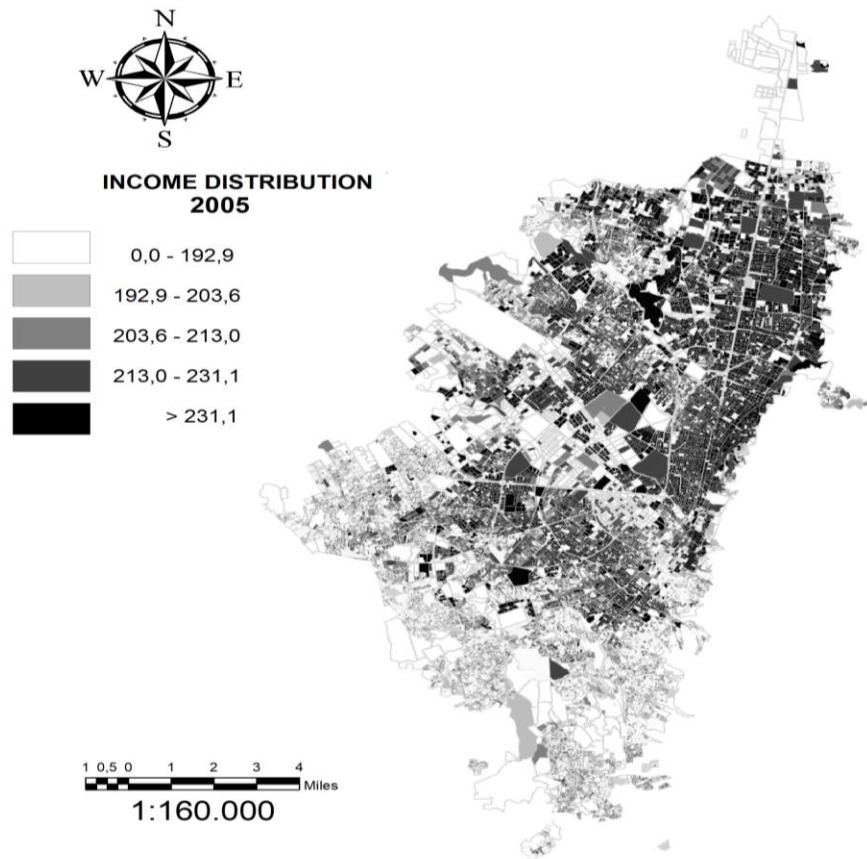 N
W E
S
INCOME DISTRIBUTION
2005
0,0 - 192,9
192,9 - 203,6
203,6 - 213,0
213,0 - 231,1
> 231,1
1 0,5 0 1 2 3 4
Miles
1:160.000